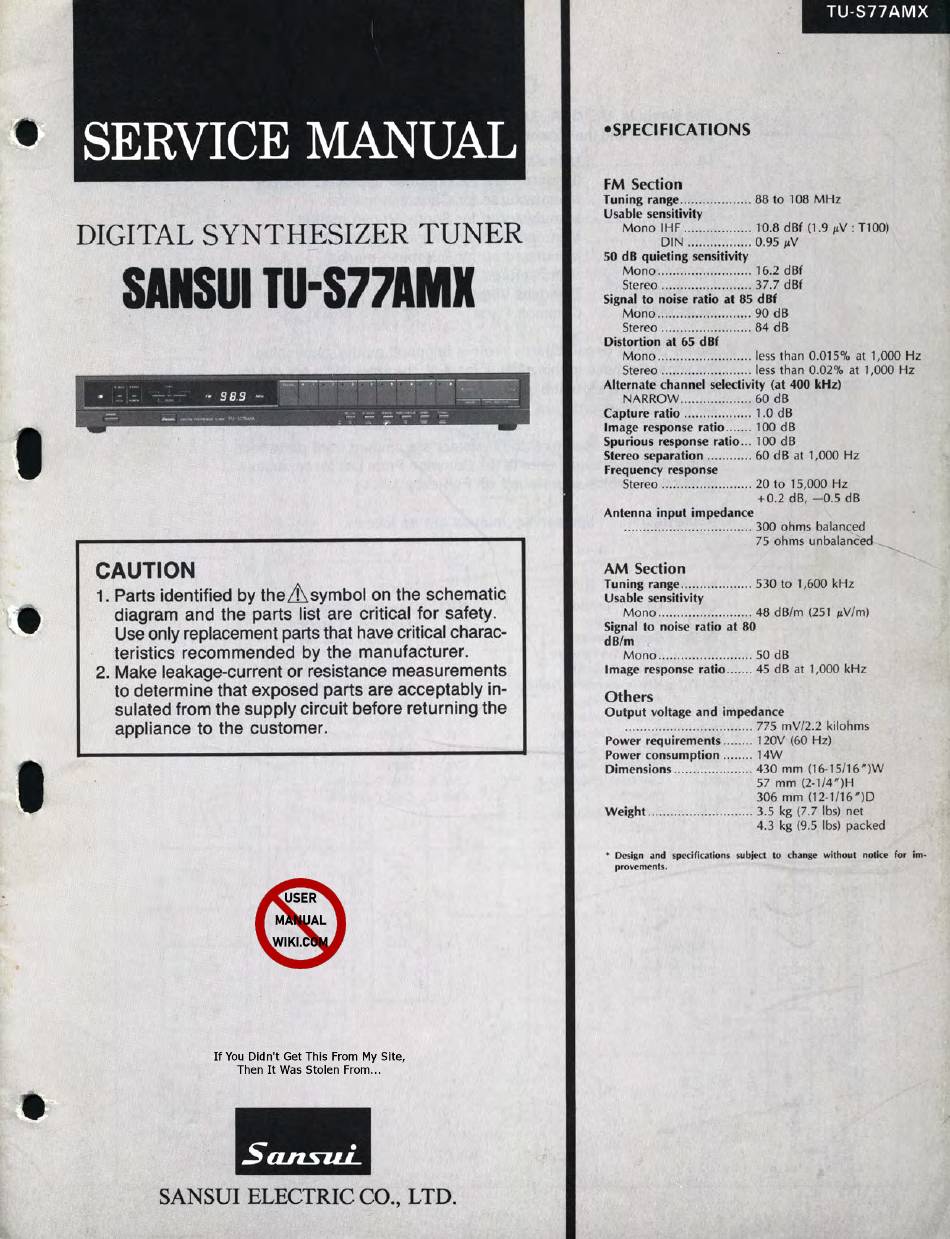 TU-S77AMX
SERVICE MANUAL
DIGITAL SYNTHESIZER TUNER
SANSUI TU-S77AMX
989
CAUTION
1. Parts identified by the ⚠ symbol on the schematic
diagram and the parts list are critical for safety.
Use only replacement parts that have critical charac-
teristics recommended by the manufacturer.
2. Make leakage-current or resistance measurements
to determine that exposed parts are acceptably in-
sulated from the supply circuit before returning the
appliance to the customer.
USER
MANUAL
WIKI.COM
If You Didn't Get This From My Site,
Then It Was Stolen From...
Sansui
SANSUI ELECTRIC CO., LTD.
•SPECIFICATIONS
FM Section
Tuning range................... 88 to 108 MHz
Usable sensitivity
Mono IHF .................. 10.8 dBf (1.9 µV : T100)
DIN ................. 0.95 µV
50 dB quieting sensitivity
Mono......................... 16.2 dBf
Stereo ........................ 37.7 dBf
Signal to noise ratio at 85 dBf
Mono......................... 90 dB
Stereo ........................ 84 dB
Distortion at 65 dBf
Mono......................... less than 0.015% at 1,000 Hz
Stereo ........................ less than 0.02% at 1,000 Hz
Alternate channel selectivity (at 400 kHz)
NARROW................... 60 dB
Capture ratio .................. 1.0 dB
Image response ratio....... 100 dB
Spurious response ratio... 100 dB
Stereo separation ............ 60 dB at 1,000 Hz
Frequency response
Stereo ........................ 20 to 15,000 Hz
+0.2 dB, −0.5 dB
Antenna input impedance
.................................. 300 ohms balanced
75 ohms unbalanced
AM Section
Tuning range................... 530 to 1,600 kHz
Usable sensitivity
Mono......................... 48 dB/m (251 µV/m)
Signal to noise ratio at 80
dB/m
Mono......................... 50 dB
Image response ratio....... 45 dB at 1,000 kHz
Others
Output voltage and impedance
.................................. 775 mV/2.2 kilohms
Power requirements........ 120V (60 Hz)
Power consumption ........ 14W
Dimensions..................... 430 mm (16-15/16")W
57 mm (2-1/4")H
306 mm (12-1/16")D
Weight............................ 3.5 kg (7.7 lbs) net
4.3 kg (9.5 lbs) packed
* Design and specifications subject to change without notice for im-
provements.